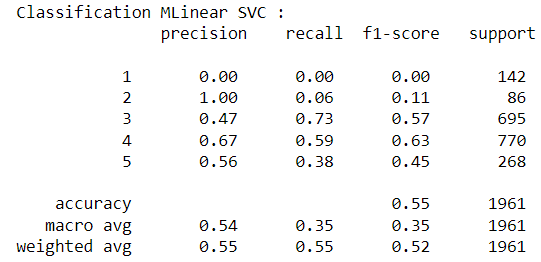 Classification MLinear SVC :
precision recall f1-score support
1 0.00 0.00 0.00 142
2 1.00 0.06 0.11 86
3 0.47 0.73 0.57 695
4 0.67 0.59 0.63 770
5 0.56 0.38 0.45 268
accuracy 0.55 1961
macro avg 0.54 0.35 0.35 1961
weighted avg 0.55 0.55 0.52 1961